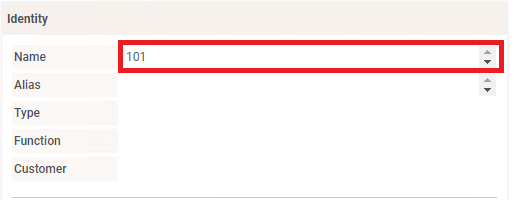 Identity
Name 101
Alias
Type
Function
Customer